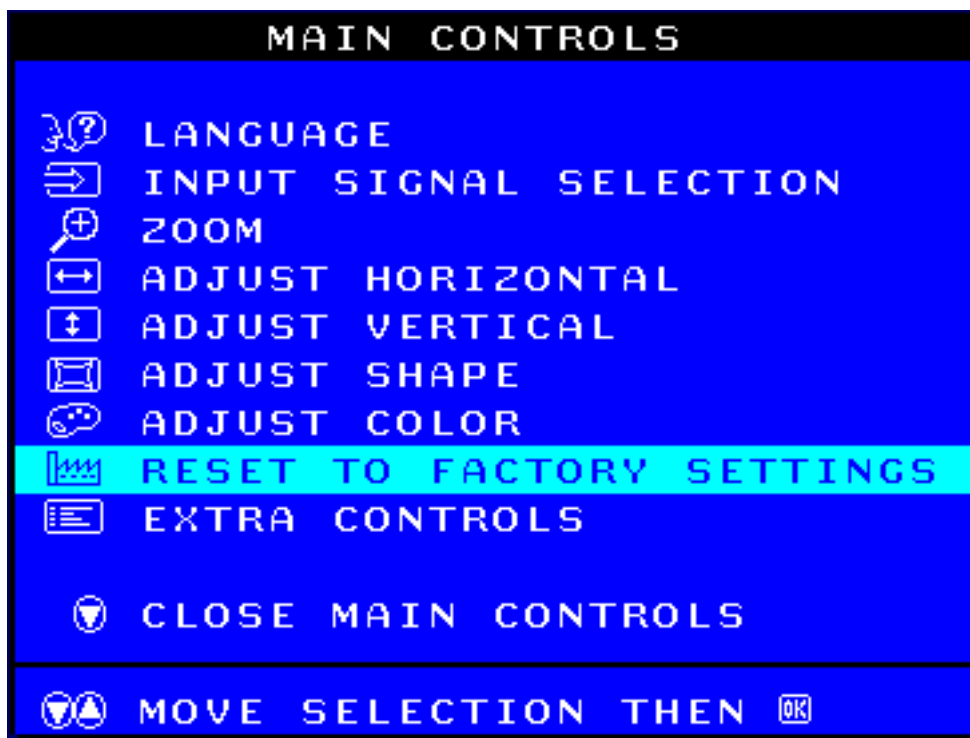 MAIN CONTROLS
LANGUAGE
INPUT SIGNAL SELECTION
ZOOM
ADJUST HORIZONTAL
ADJUST VERTICAL
ADJUST SHAPE
ADJUST COLOR
RESET TO FACTORY SETTINGS
EXTRA CONTROLS
CLOSE MAIN CONTROLS
MOVE SELECTION THEN OK